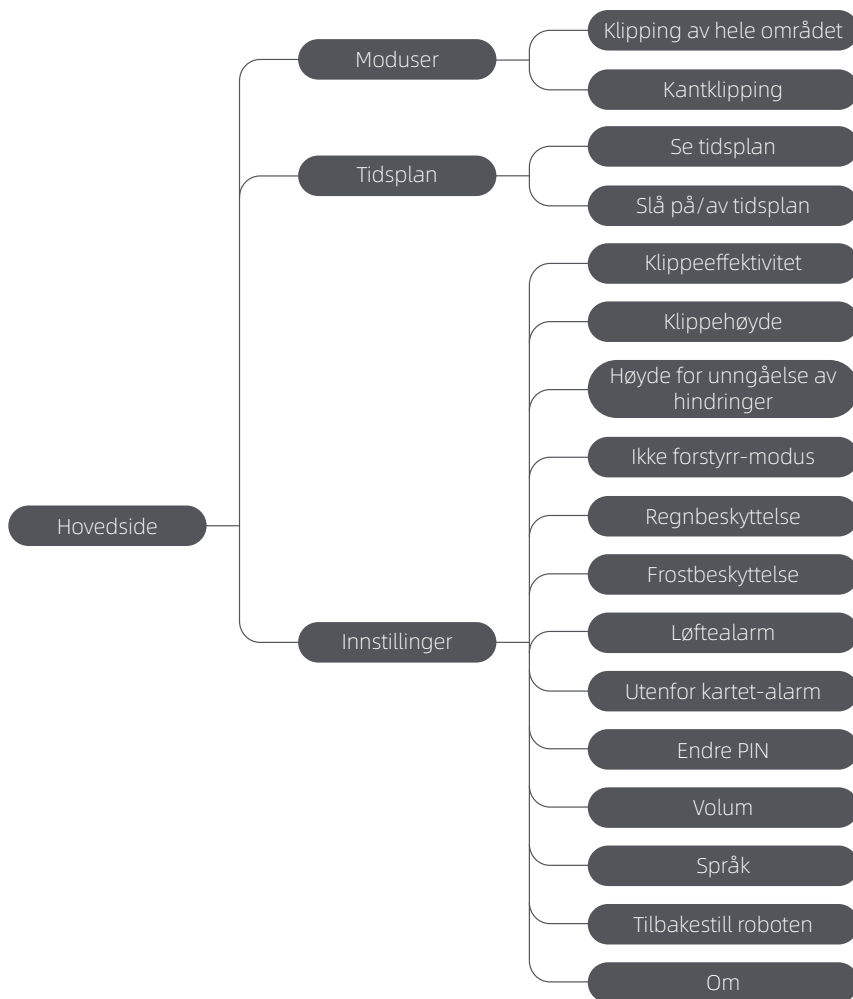 Klipping av hele området
Moduser
Kantklipping
Se tidsplan
Tidsplan
Slå på/av tidsplan
Klippeeffektivitet
Klippehøyde
Høyde for unngåelse av
hindringer
Ikke forstyrr-modus
Regnbeskyttelse
Hovedside
Frostbeskyttelse
Løftealarm
Innstillinger
Utenfor kartet-alarm
Endre PIN
Volum
Språk
Tilbakestill roboten
Om